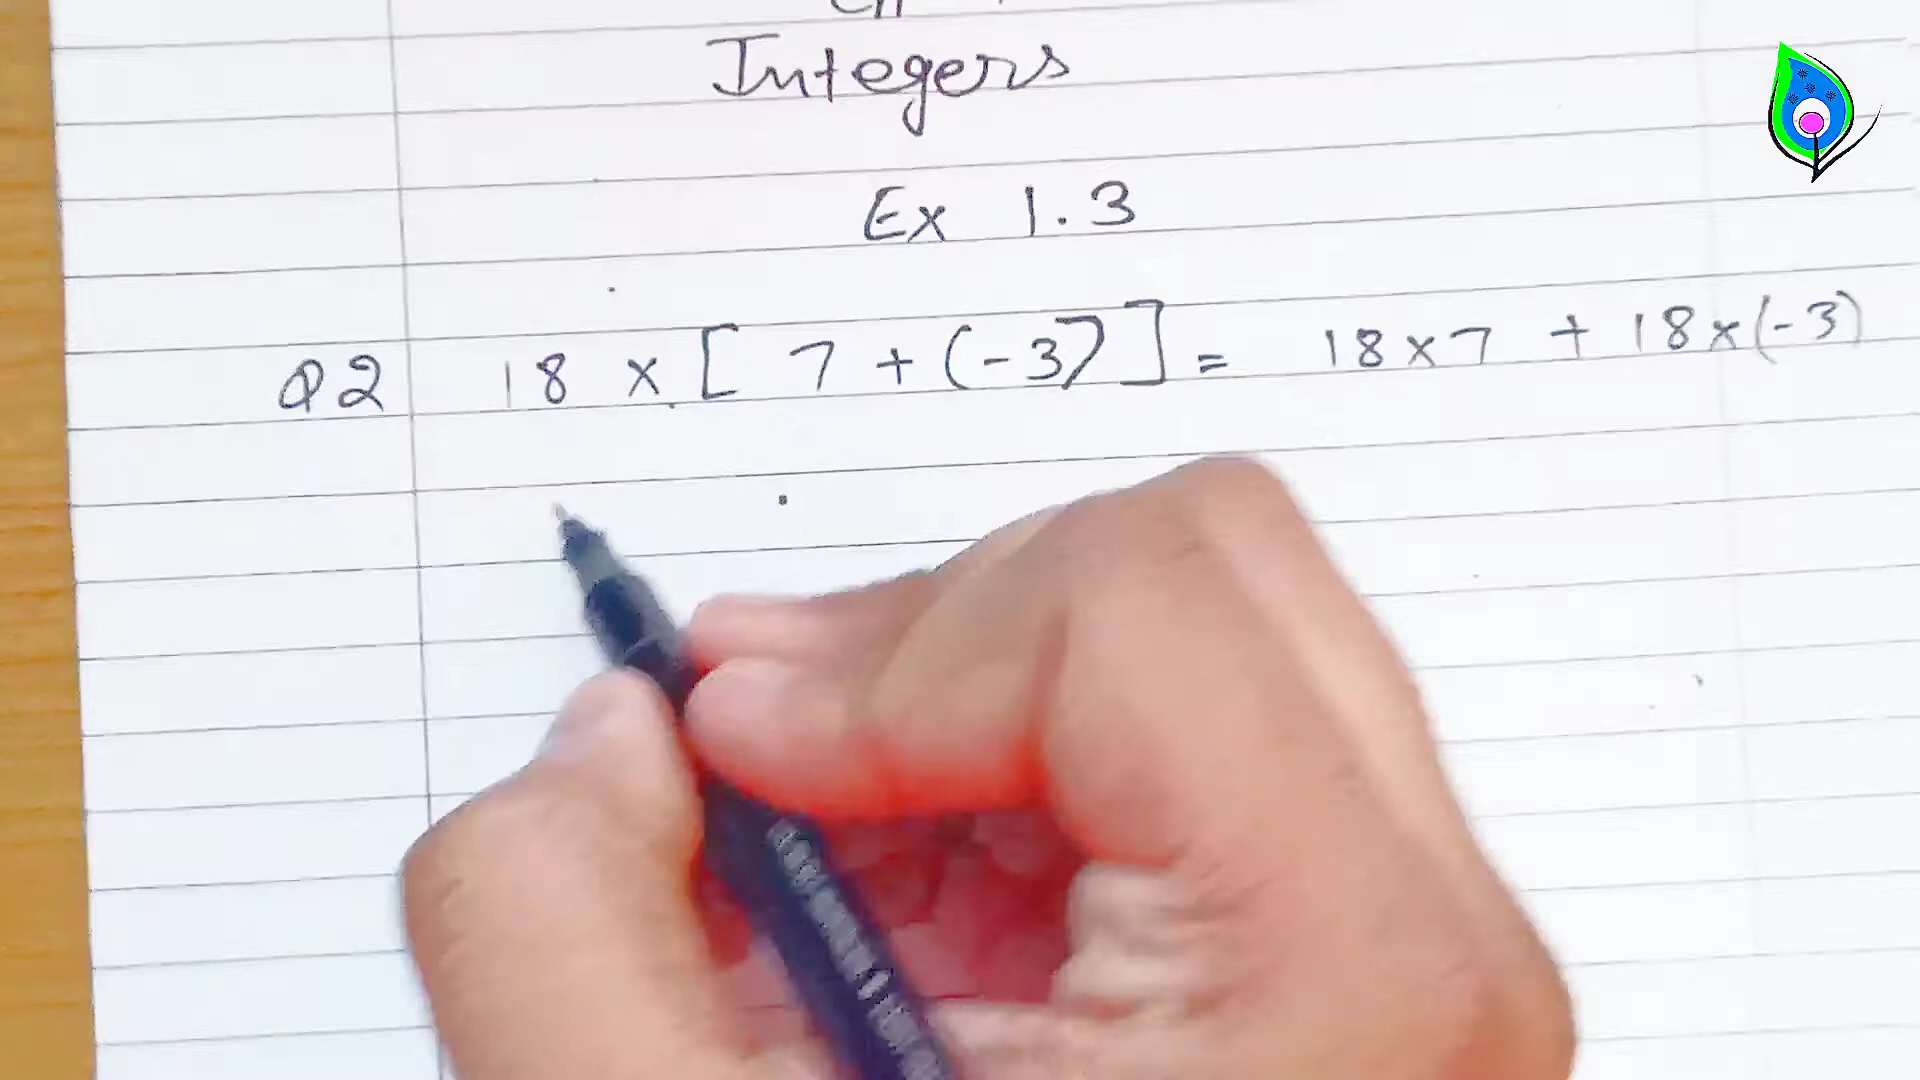 Integers
Ex 1.3
Q2 18 × [ 7 + (-3) ] = 18×7 + 18×(-3)